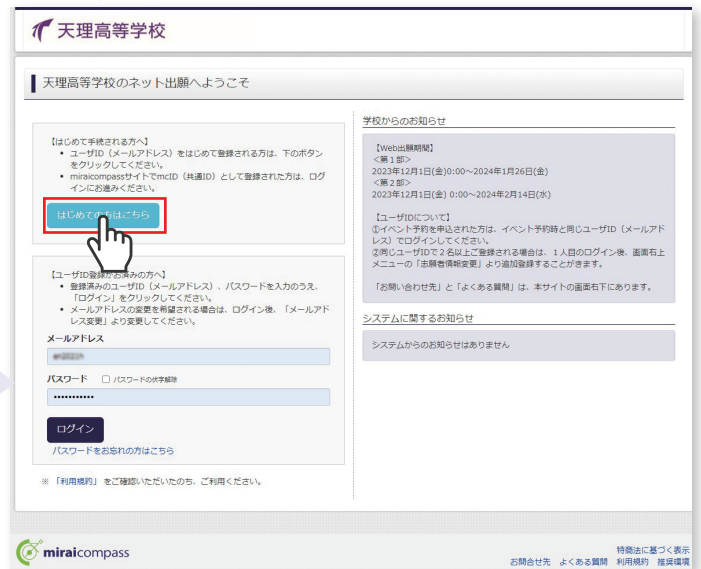 天理高等学校
天理高等学校のネット出願へようこそ
【はじめて手続される方へ】
• ユーザID(メールアドレス)をはじめて登録される方は、下のボタン
をクリックしてください。
• miraicompassサイトでmcID(共通ID)として登録された方は、ログ
インにお進みください。
はじめての方はこちら
【ユーザID登録がお済みの方へ】
• 登録済みのユーザID(メールアドレス)、パスワードを入力のうえ、
「ログイン」をクリックしてください。
• メールアドレスの変更を希望される場合は、ログイン後、「メールアド
レス変更」より変更してください。
メールアドレス
パスワード □ パスワードの伏字解除
•••••••••••
ログイン
パスワードをお忘れの方はこちら
※ 「利用規約」 をご確認いただいたのち、ご利用ください。
学校からのお知らせ
【Web出願期間】
<第1部>
2023年12月1日(金)0:00~2024年1月26日(金)
<第2部>
2023年12月1日(金) 0:00~2024年2月14日(水)
【ユーザIDについて】
①イベント予約を申込された方は、イベント予約時と同じユーザID(メールアド
レス)でログインしてください。
②同じユーザIDで2名以上ご登録される場合は、1人目のログイン後、画面右上
メニューの「志願者情報変更」より追加登録することができます。
「お問い合わせ先」と「よくある質問」は、本サイトの画面右下にあります。
システムに関するお知らせ
システムからのお知らせはありません
miraicompass
特商法に基づく表示
お問合せ先 よくある質問 利用規約 推奨環境